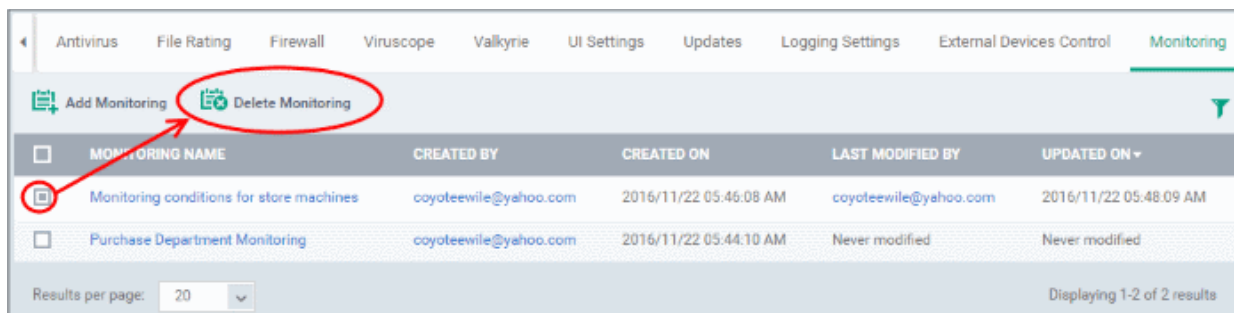 Antivirus File Rating Firewall Viruscope Valkyrie UI Settings Updates Logging Settings External Devices Control Monitoring
Add Monitoring Delete Monitoring
MONITORING NAME CREATED BY CREATED ON LAST MODIFIED BY UPDATED ON
Monitoring conditions for store machines coyoteewile@yahoo.com 2016/11/22 05:46:08 AM coyoteewile@yahoo.com 2016/11/22 05:48:09 AM
Purchase Department Monitoring coyoteewile@yahoo.com 2016/11/22 05:44:10 AM Never modified Never modified
Results per page: 20 Displaying 1-2 of 2 results